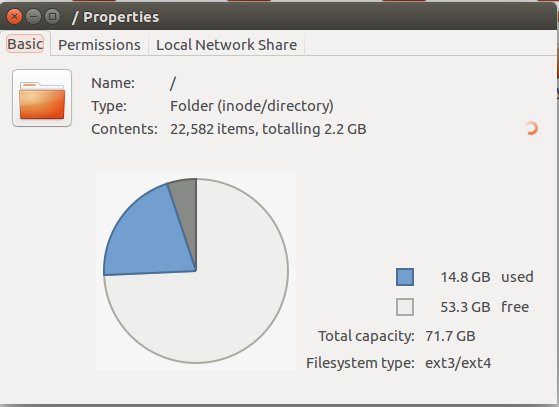 / Properties
Basic Permissions Local Network Share
Name: /
Type: Folder (inode/directory)
Contents: 22,582 items, totalling 2.2 GB
14.8 GB used
53.3 GB free
Total capacity: 71.7 GB
Filesystem type: ext3/ext4